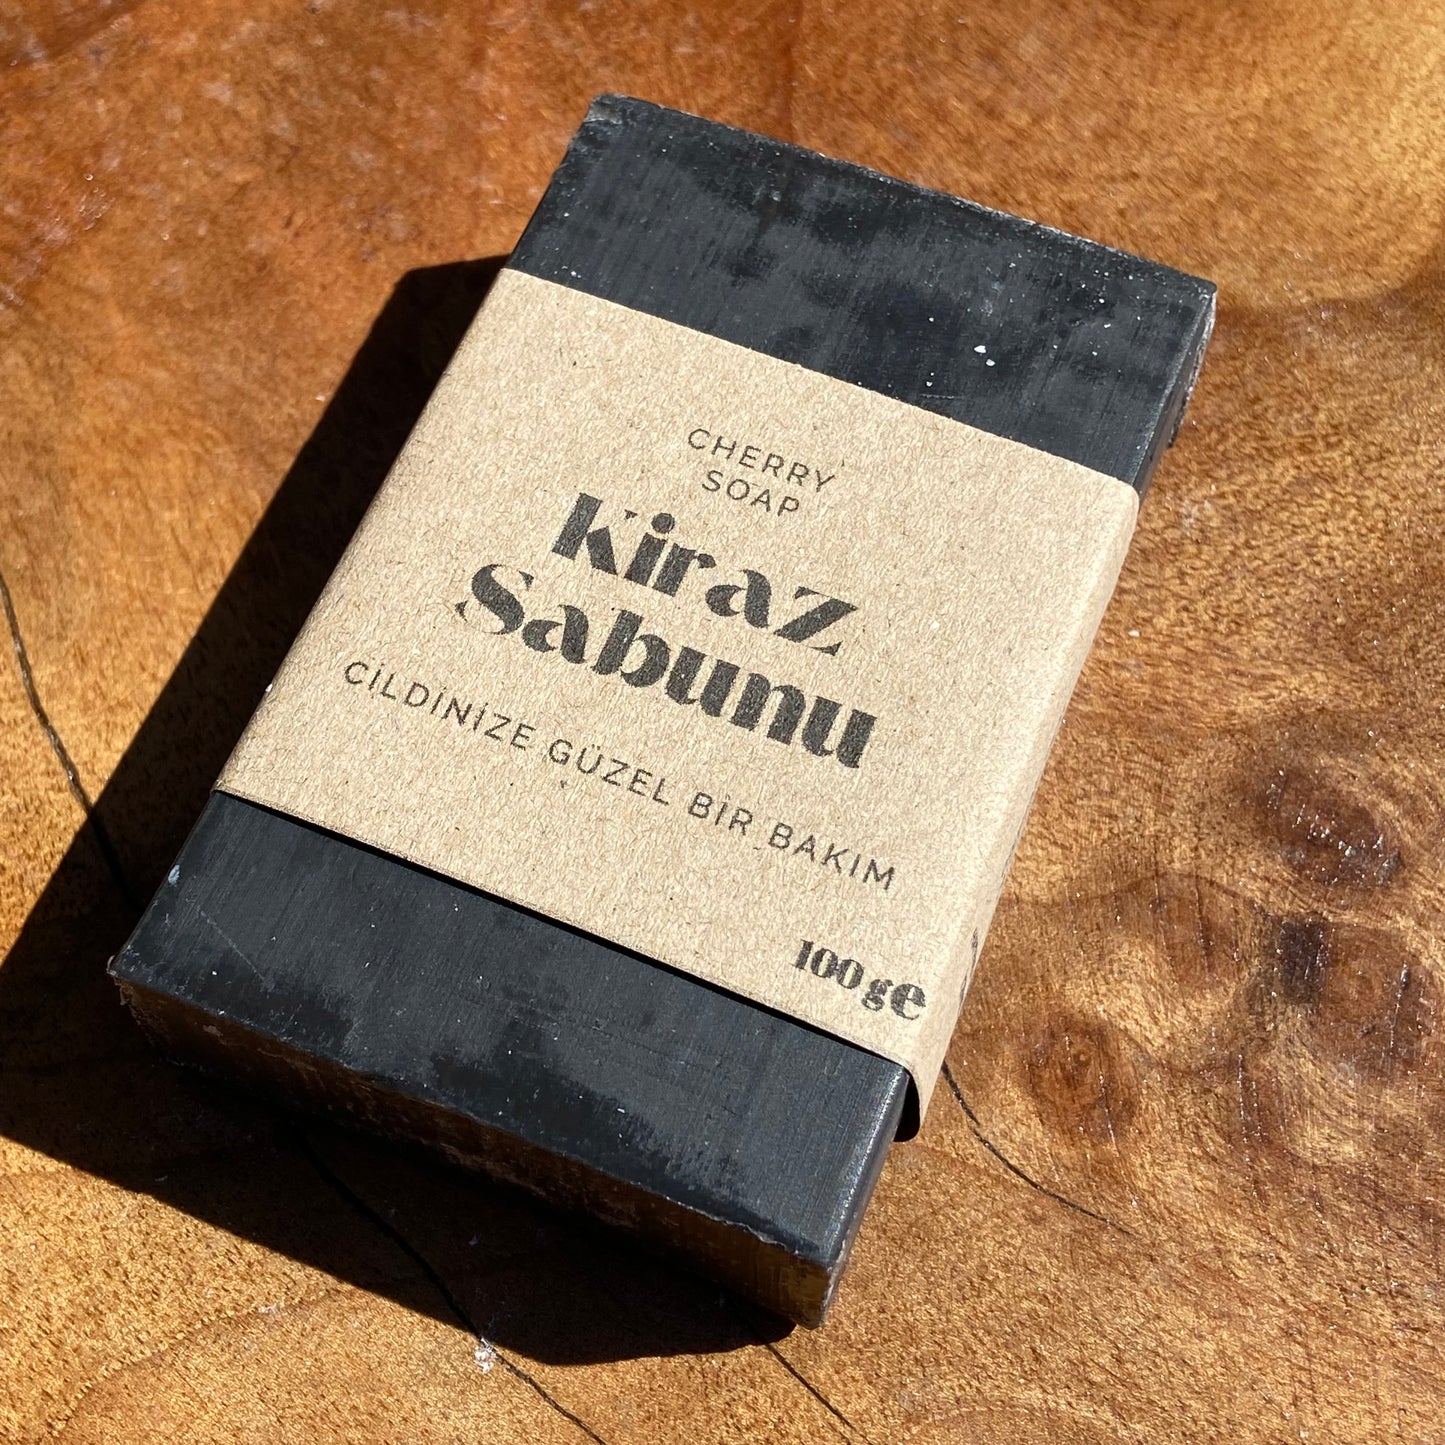 CHERRY
SOAP
Kiraz
Sabunu
CİLDİNİZE GÜZEL BİR BAKIM
100 ge